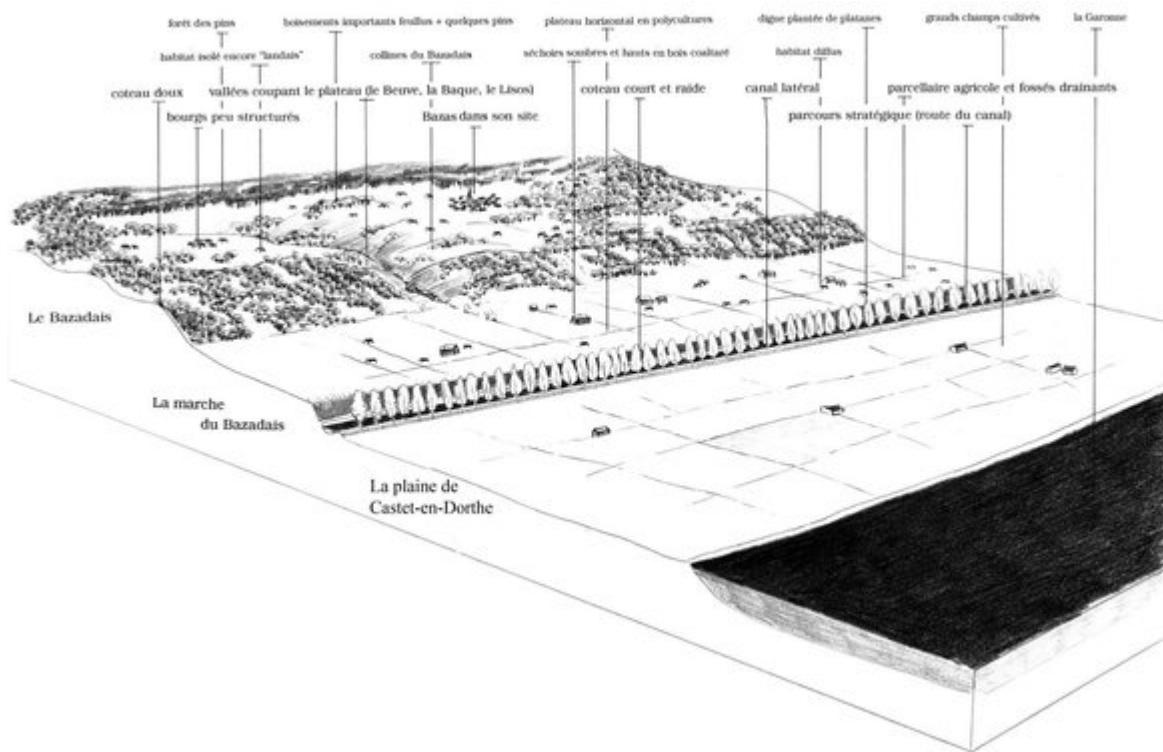 forêt des pins
boisements importants feuillus + quelques pins
plateau horizontal en polycultures
digue plantée de platanes
grands champs cultivés
la Garonne
habitat isolé encore "landais"
collines du Bazadais
séchoirs sombres et hauts en bois coaltaré
habitat diffus
coteau doux
vallées coupant le plateau (le Beuve, la Baque, le Lisos)
coteau court et raide
canal latéral
parcellaire agricole et fossés drainants
bourgs peu structurés
Bazas dans son site
parcours stratégique (route du canal)
Le Bazadais
La marche
du Bazadais
La plaine de
Castet-en-Dorthe